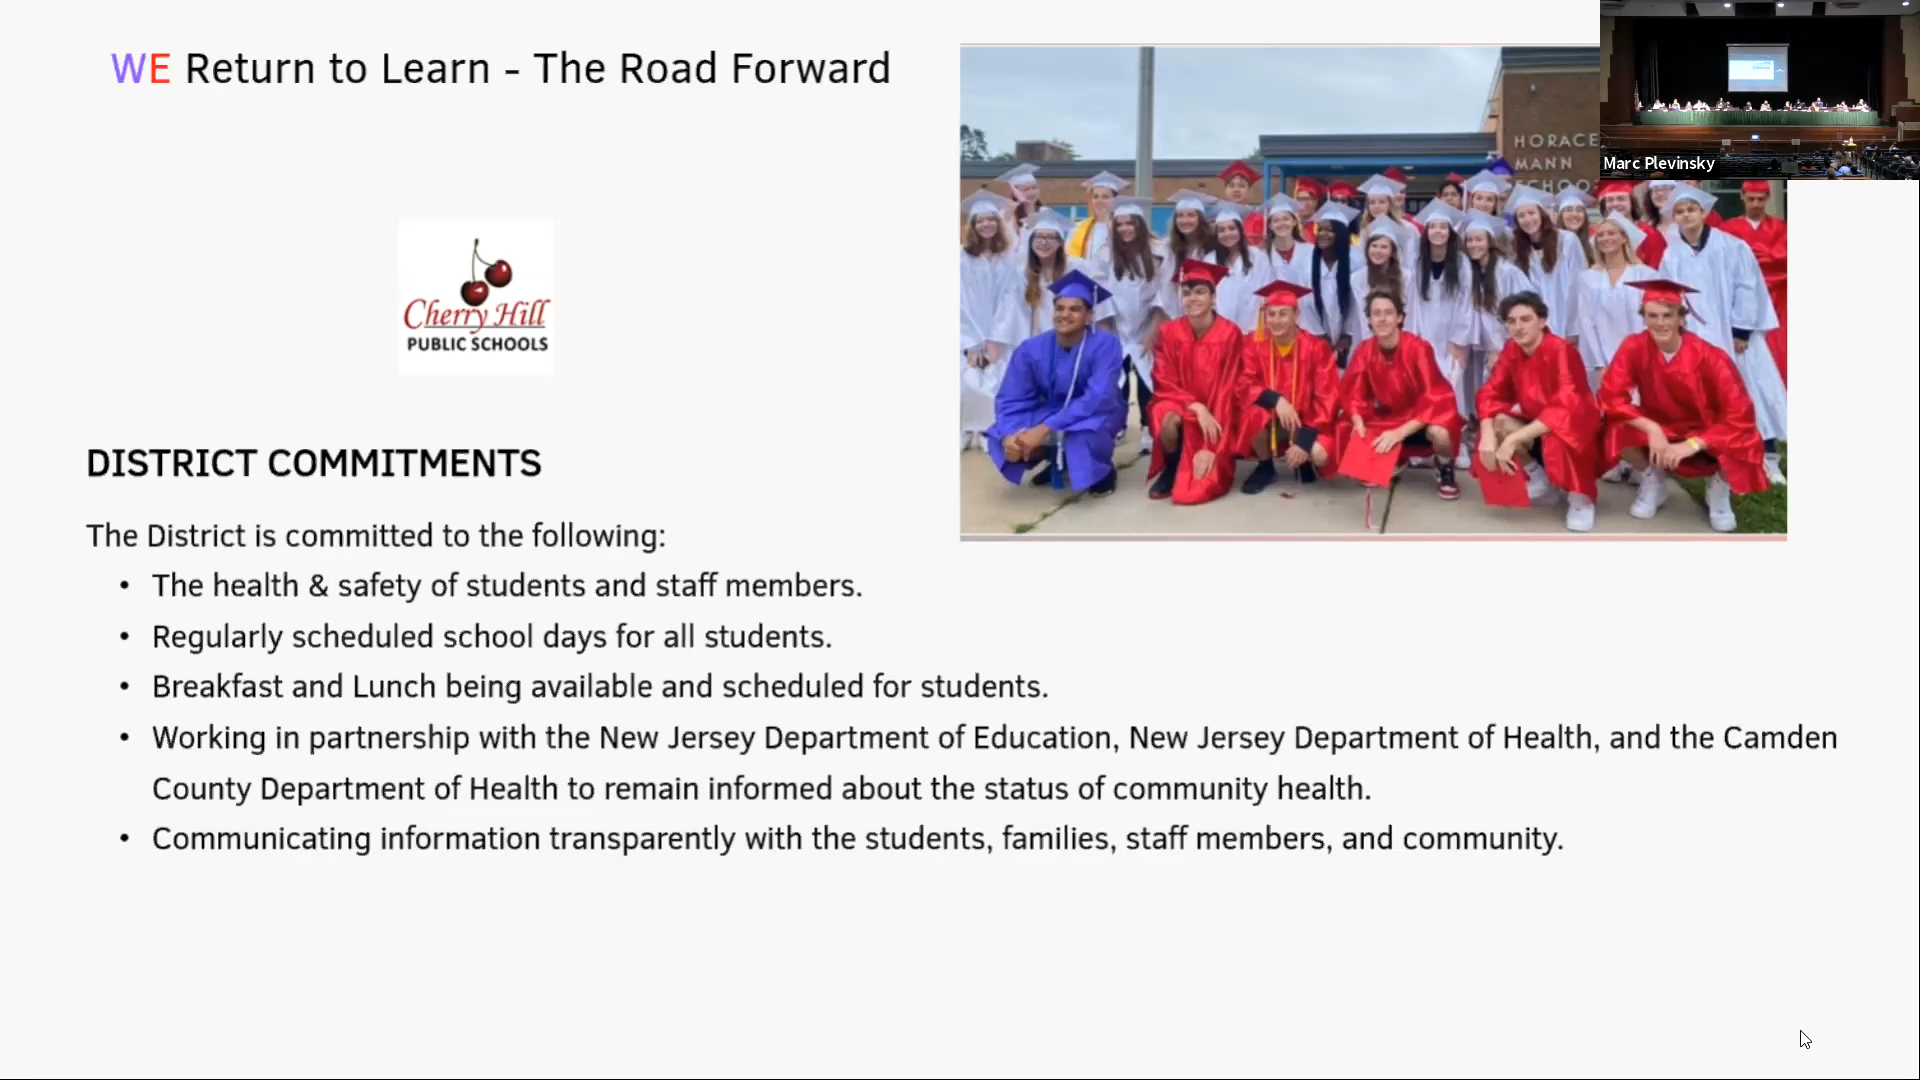 WE Return to Learn - The Road Forward
HORACE
MANN
SCHOO
Marc Plevinsky
Cherry Hill
PUBLIC SCHOOLS
DISTRICT COMMITMENTS
The District is committed to the following:
• The health & safety of students and staff members.
• Regularly scheduled school days for all students.
• Breakfast and Lunch being available and scheduled for students.
• Working in partnership with the New Jersey Department of Education, New Jersey Department of Health, and the Camden
County Department of Health to remain informed about the status of community health.
• Communicating information transparently with the students, families, staff members, and community.